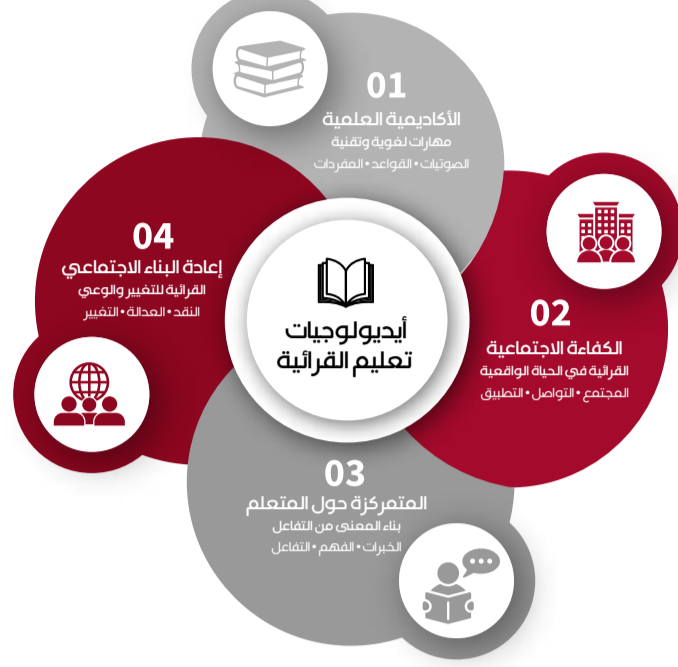 أيديولوجيات
تعليم القرائية
01
الأكاديمية العلمية
مهارات لغوية وتقنية
الصوتيات • القواعد • المفردات
02
الكفاءة الاجتماعية
القرائية في الحياة الواقعية
المجتمع • التواصل • التطبيق
03
المتمركزة حول المتعلم
بناء المعنى من التفاعل
الخبرات • الفهم • التفاعل
04
إعادة البناء الاجتماعي
القرائية للتغيير والوعي
النقد • العدالة • التغيير